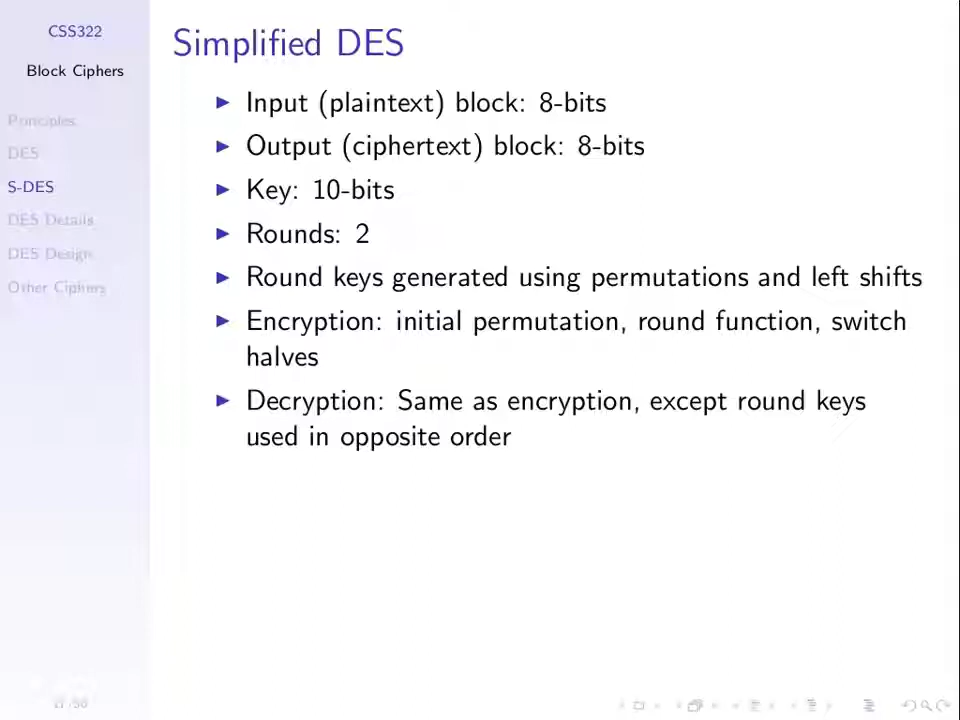 CSS322
Block Ciphers
Principles
DES
S-DES
DES Details
DES Design
Other Ciphers
Simplified DES
Input (plaintext) block: 8-bits
Output (ciphertext) block: 8-bits
Key: 10-bits
Rounds: 2
Round keys generated using permutations and left shifts
Encryption: initial permutation, round function, switch
halves
Decryption: Same as encryption, except round keys
used in opposite order